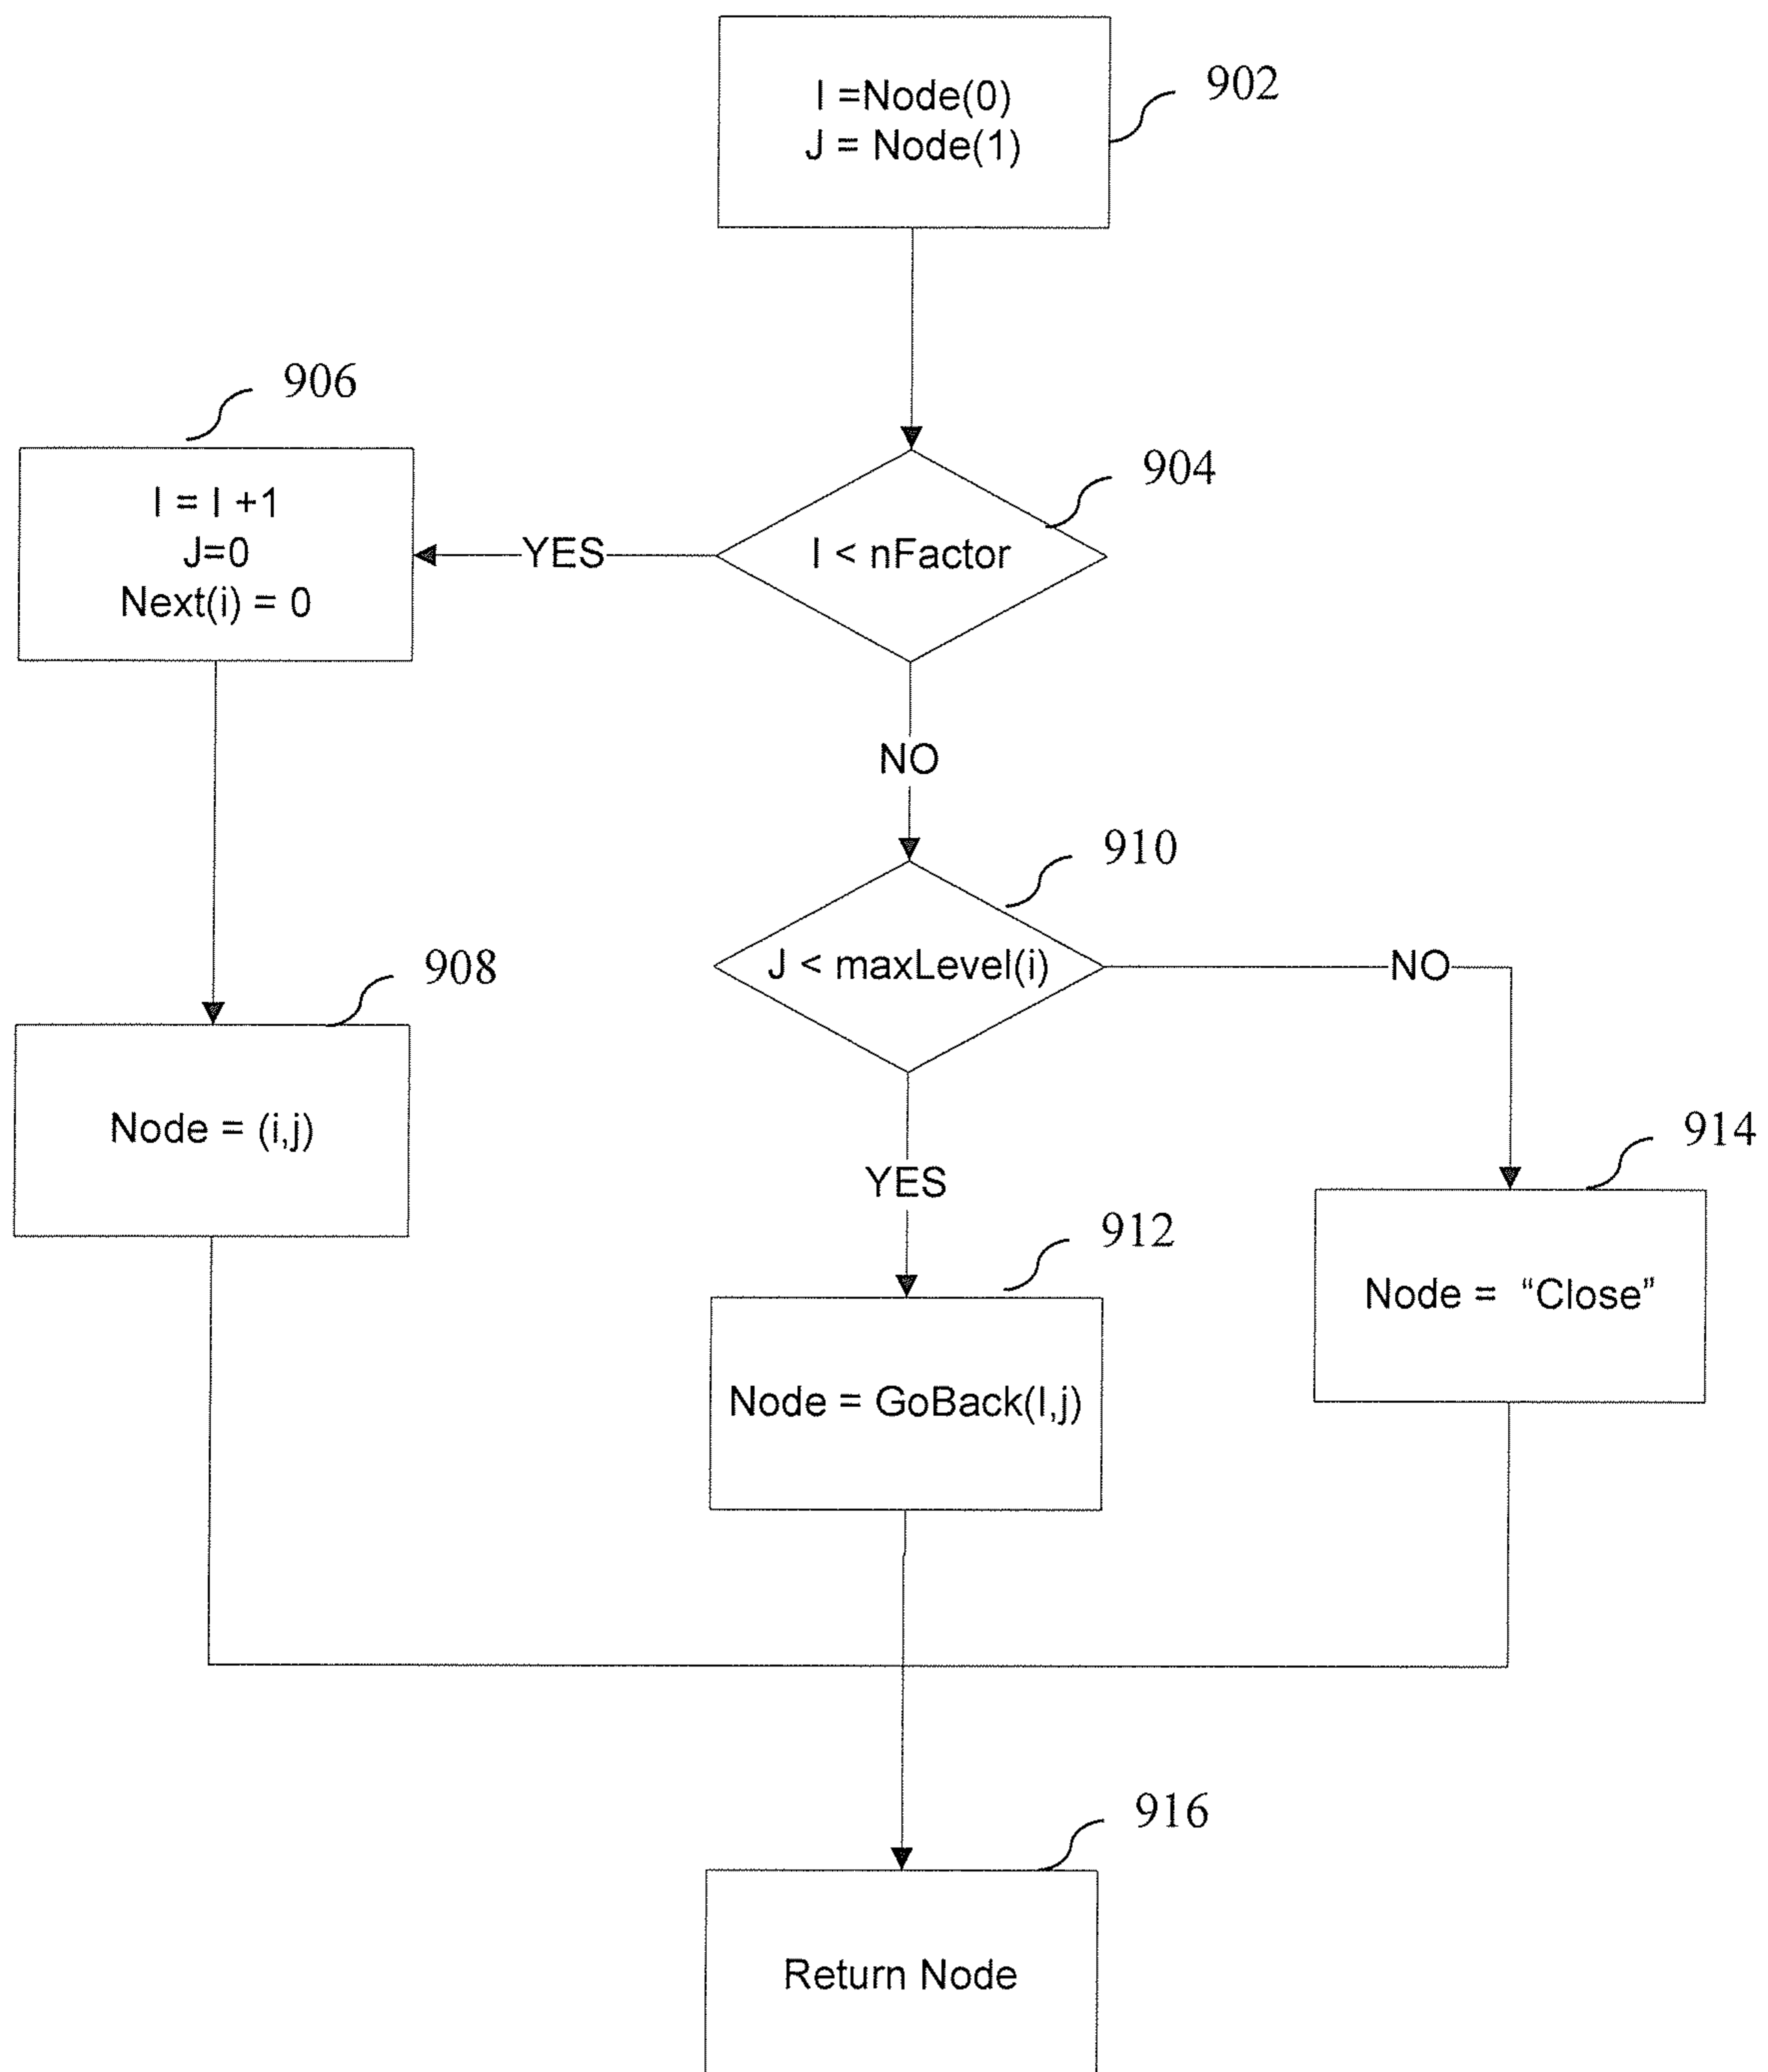 I =Node(0)
J = Node(1)
902
906
904
I = I +1
J=0
Next(i) = 0
YES
I < nFactor
NO
910
908
J < maxLevel(i)
NO
Node = (i,j)
914
YES
912
Node = "Close"
Node = GoBack(I,j)
916
Return Node